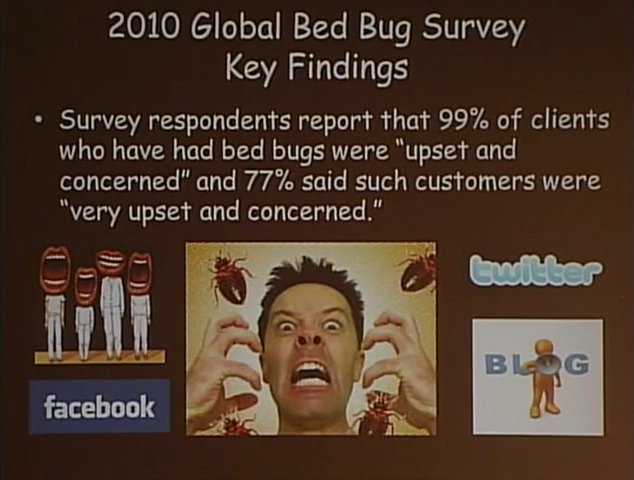 2010 Global Bed Bug Survey
Key Findings
• Survey respondents report that 99% of clients
who have had bed bugs were “upset and
concerned” and 77% said such customers were
“very upset and concerned.”
twitter
BLOG
facebook